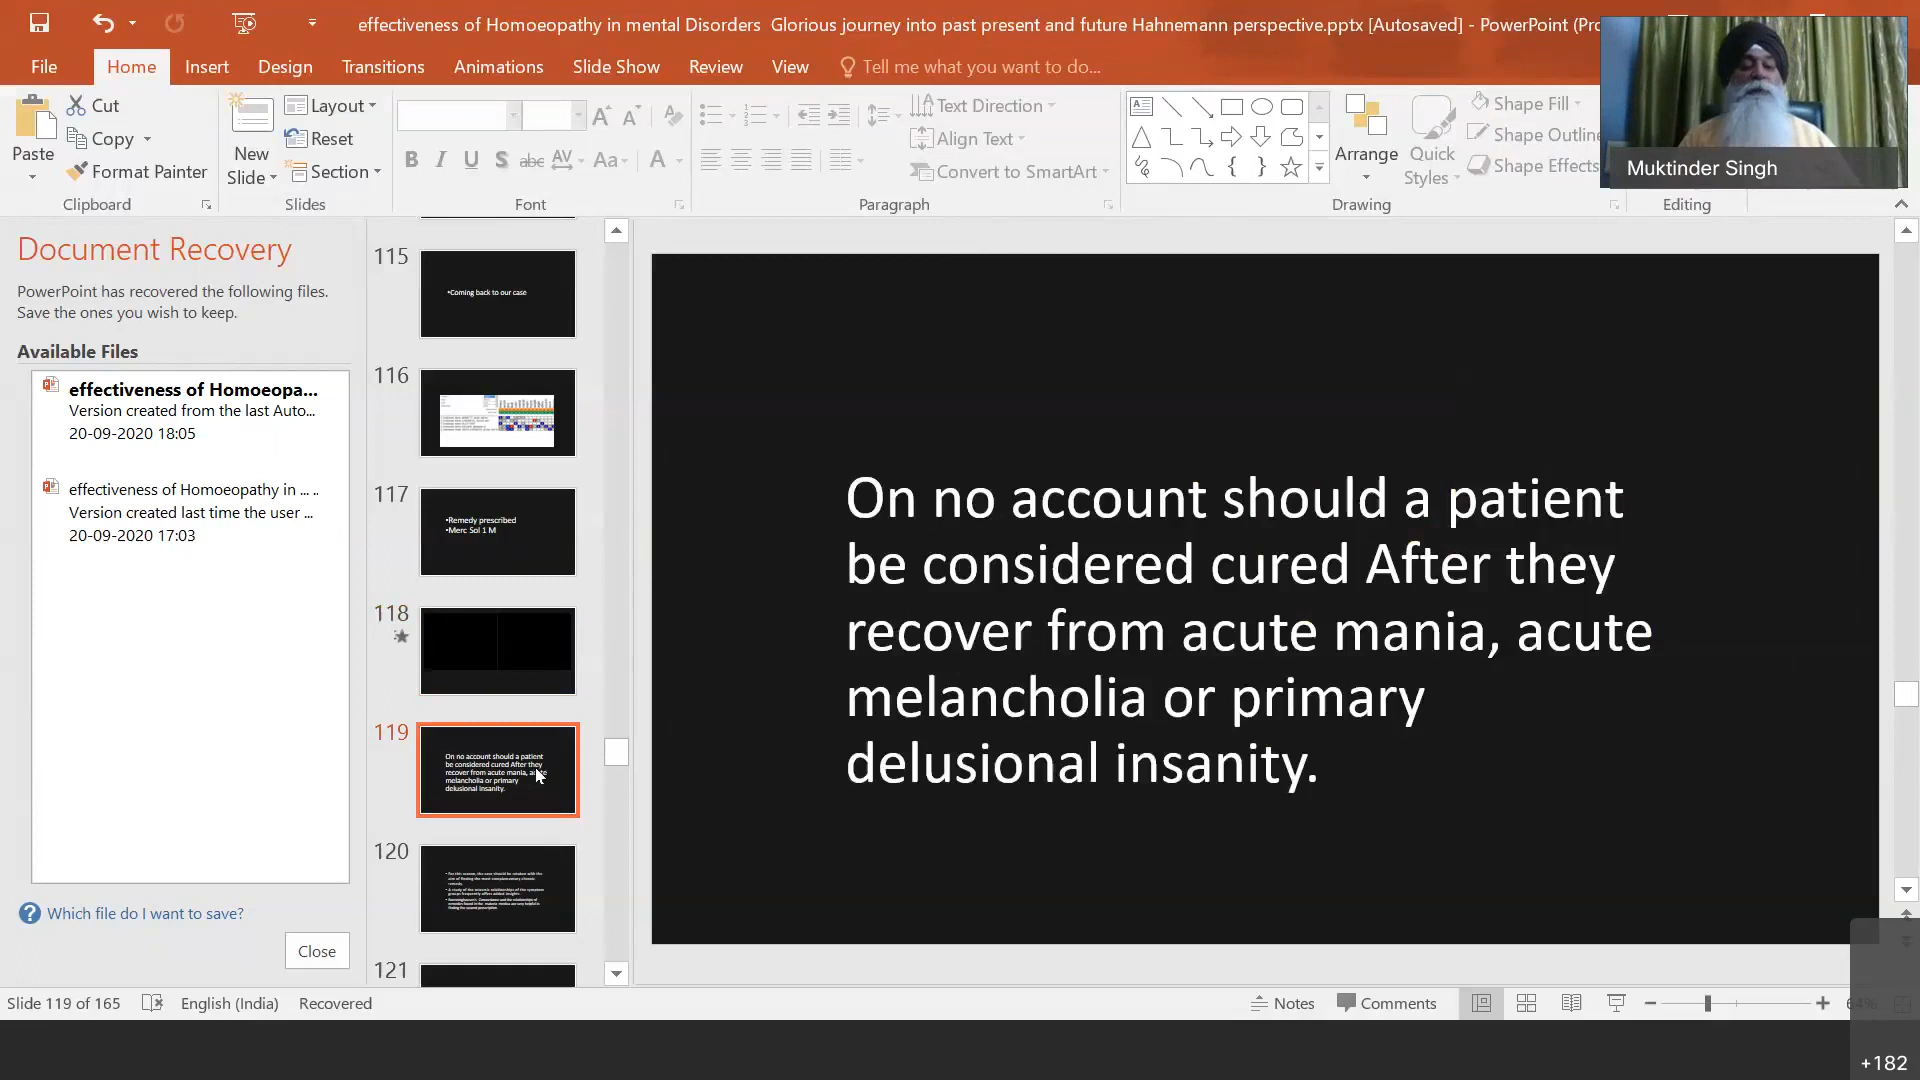 effectiveness of Homoeopathy in mental Disorders  Glorious journey into past present and future Hahnemann perspective.pptx [Autosaved] - PowerPoint (Pro
File Home Insert Design Transitions Animations Slide Show Review View Tell me what you want to do...
Cut
Copy
Format Painter
Paste
Clipboard
New
Slide
Layout
Reset
Section
Slides
B I U S abc AV Aa A
Font
Text Direction
Align Text
Convert to SmartArt
Paragraph
Arrange
Quick
Styles
Shape Fill
Shape Outline
Shape Effects
Drawing
Editing
Muktinder Singh
Document Recovery
PowerPoint has recovered the following files.
Save the ones you wish to keep.
Available Files
effectiveness of Homoeopa...
Version created from the last Auto...
20-09-2020 18:05
effectiveness of Homoeopathy in ... ..
Version created last time the user ...
20-09-2020 17:03
Which file do I want to save?
Close
115
•Coming back to our case
116
117
•Remedy prescribed
•Merc Sol 1 M
118
119
On no account should a patient
be considered cured After they
recover from acute mania, acute
melancholia or primary
delusional insanity.
120
121
On no account should a patient
be considered cured After they
recover from acute mania, acute
melancholia or primary
delusional insanity.
Slide 119 of 165 English (India) Recovered
Notes Comments 64%
+182